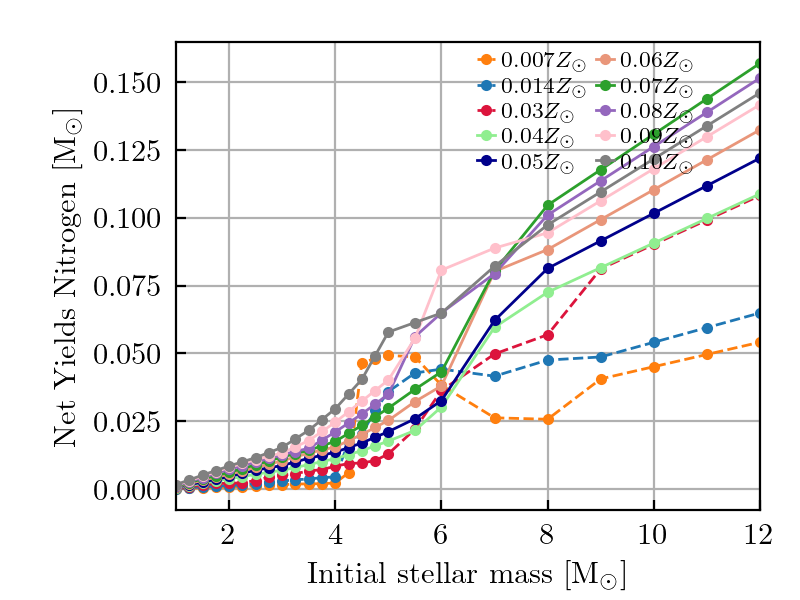 0.150
0.125
0.100
0.075
0.050
0.025
0.000
Net Yields Nitrogen [M⊙]
0.007Z⊙
0.014Z⊙
0.03Z⊙
0.04Z⊙
0.05Z⊙
0.06Z⊙
0.07Z⊙
0.08Z⊙
0.09Z⊙
0.10Z⊙
2 4 6 8 10 12
Initial stellar mass [M⊙]